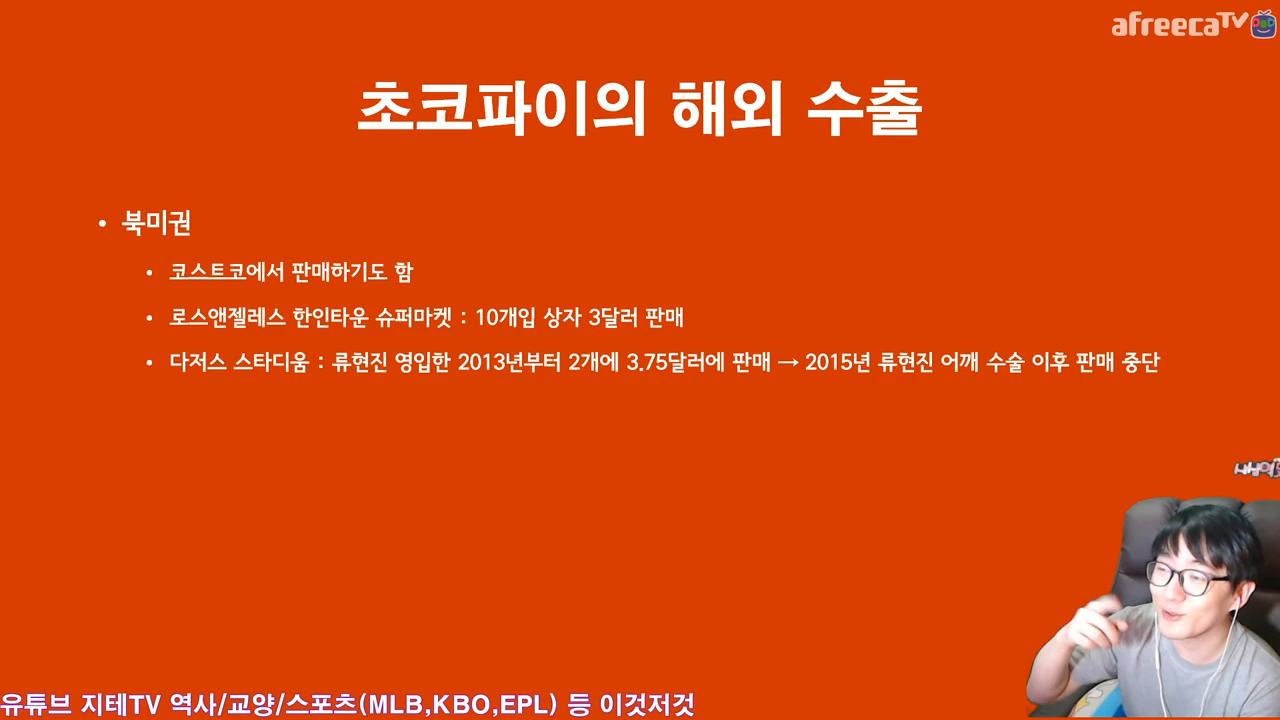 afreecaTV
초코파이의 해외 수출
• 북미권
• 코스트코에서 판매하기도 함
• 로스앤젤레스 한인타운 슈퍼마켓 : 10개입 상자 3달러 판매
• 다저스 스타디움 : 류현진 영입한 2013년부터 2개에 3.75달러에 판매 → 2015년 류현진 어깨 수술 이후 판매 중단
유튜브 지테TV 역사/교양/스포츠(MLB,KBO,EPL) 등 이것저것